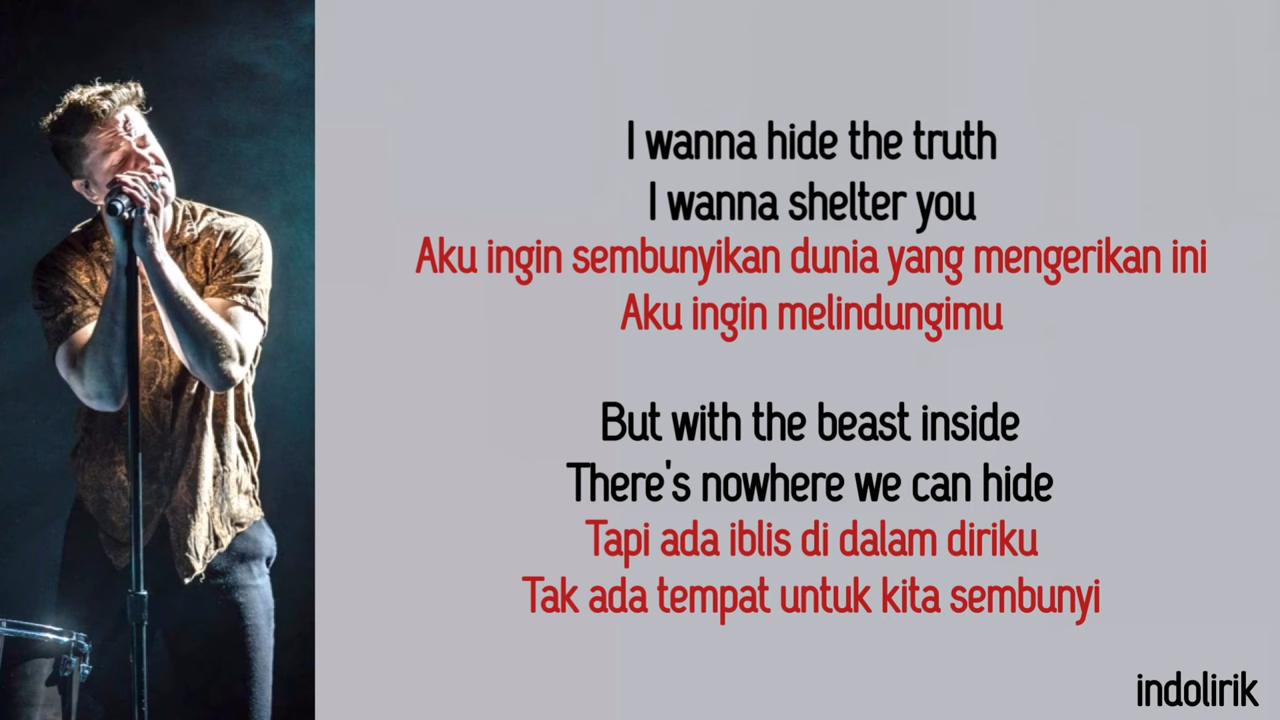 I wanna hide the truth
I wanna shelter you
Aku ingin sembunyikan dunia yang mengerikan ini
Aku ingin melindungimu
But with the beast inside
There's nowhere we can hide
Tapi ada iblis di dalam diriku
Tak ada tempat untuk kita sembunyi
indolirik